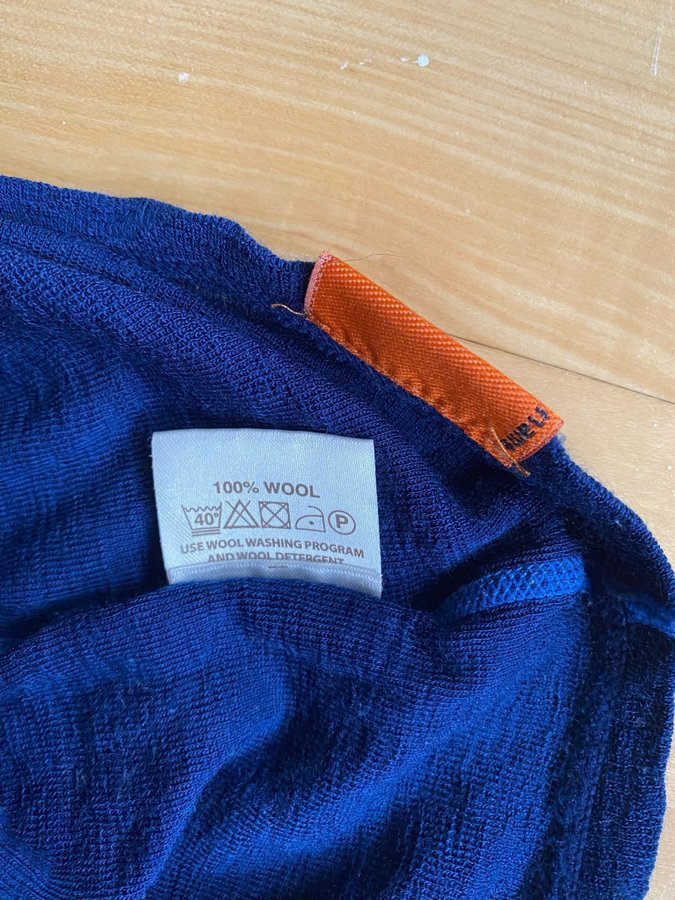 100% WOOL
40° P
USE WOOL WASHING PROGRAM
AND WOOL DETERGENT